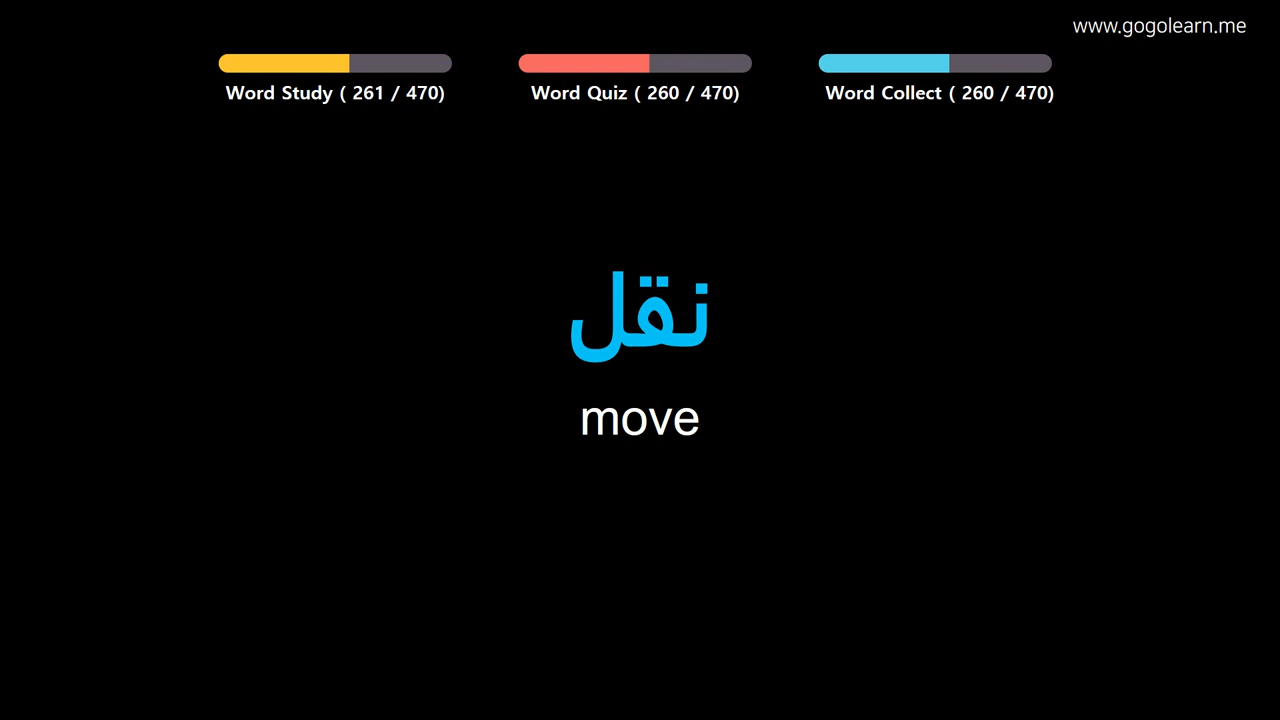 www.gogolearn.me
Word Study ( 261 / 470)
Word Quiz ( 260 / 470)
Word Collect ( 260 / 470)
نقل
move